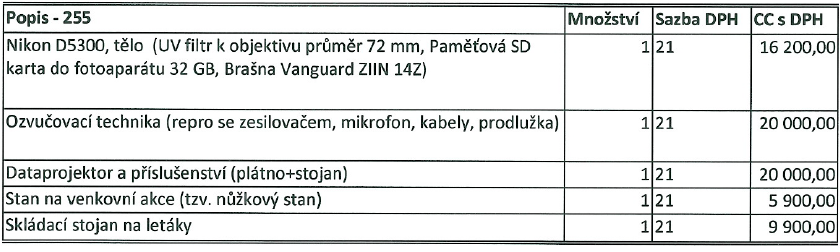 Popis - 255 Množství Sazba DPH CC s DPH
Nikon D5300, tělo (UV filtr k objektivu průměr 72 mm, Paměťová SD 1 21 16 200,00
karta do fotoaparátu 32 GB, Brašna Vanguard ZIIN 14Z)
Ozvučovací technika (repro se zesilovačem, mikrofon, kabely, prodlužka) 1 21 20 000,00
Dataprojektor a příslušenství (plátno+stojan) 1 21 20 000,00
Stan na venkovní akce (tzv. nůžkový stan) 1 21 5 900,00
Skládací stojan na letáky 1 21 9 900,00